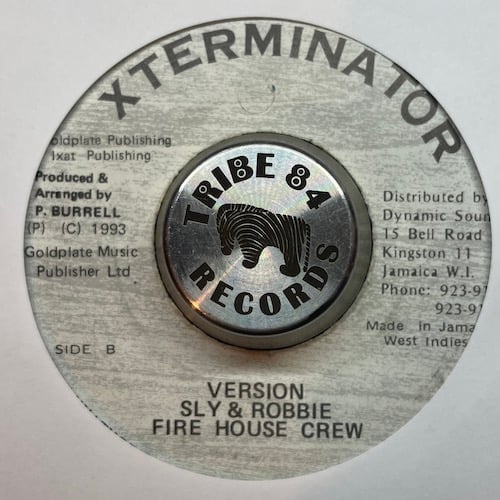 XTERMINATOR
oldplate Publishing
Ixat Publishing
Produced &
Arranged by
P. BURRELL
(P) (C) 1993
Goldplate Music
Publisher Ltd
TRIBE 84
RECORDS
Distributed by
Dynamic Soun
15 Bell Road
Kingston 11
Jamaica W.I.
Phone: 923-9
923-9
Made in Jama
West Indies
SIDE B
VERSION
SLY & ROBBIE
FIRE HOUSE CREW